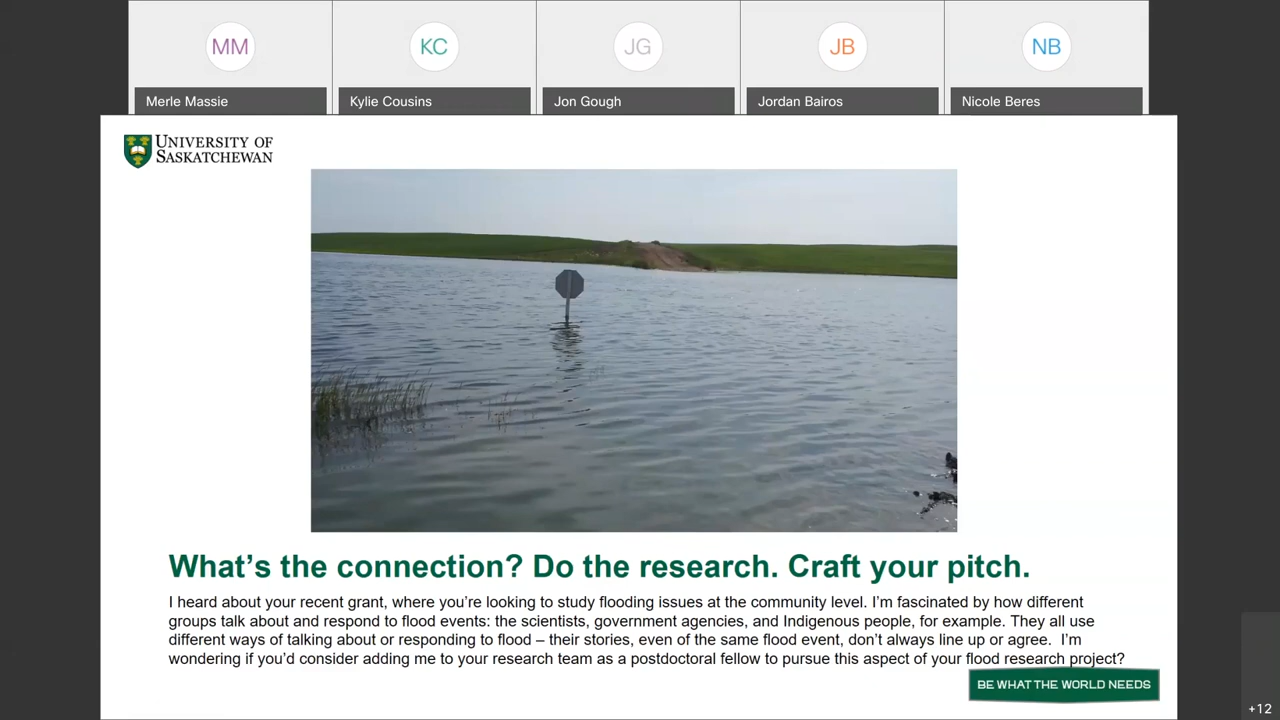 MM
KC
JG
JB
NB
Merle Massie
Kylie Cousins
Jon Gough
Jordan Bairos
Nicole Beres
UNIVERSITY OF
SASKATCHEWAN
What's the connection? Do the research. Craft your pitch.
I heard about your recent grant, where you're looking to study flooding issues at the community level. I'm fascinated by how different
groups talk about and respond to flood events: the scientists, government agencies, and Indigenous people, for example. They all use
different ways of talking about or responding to flood – their stories, even of the same flood event, don't always line up or agree.  I'm
wondering if you'd consider adding me to your research team as a postdoctoral fellow to pursue this aspect of your flood research project?
BE WHAT THE WORLD NEEDS
+12